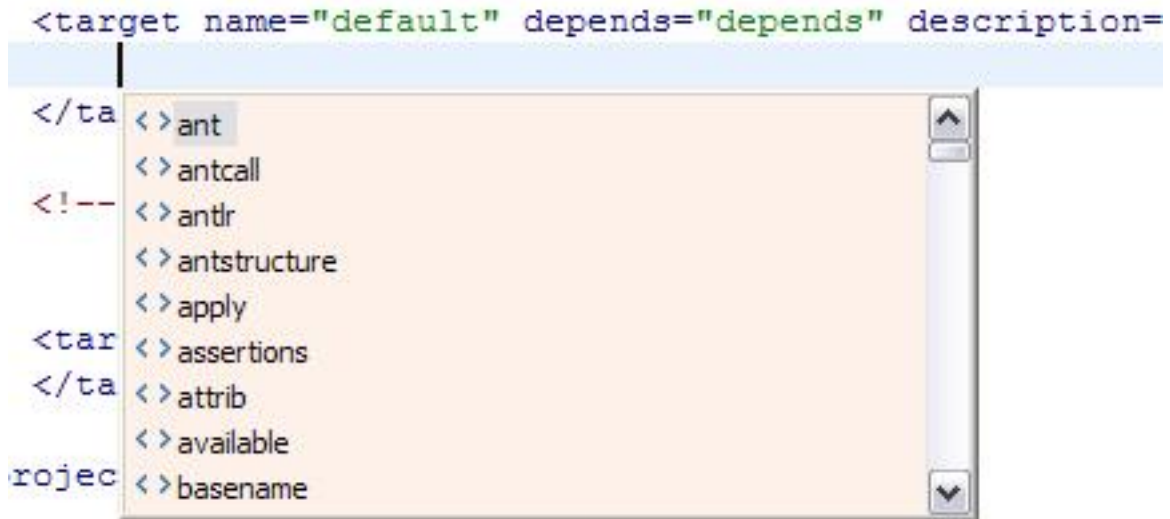 <target name="default" depends="depends" description=
</ta
<> ant
<> antcall
<!--
<> antlr
<> antstructure
<> apply
<tar
<> assertions
</ta
<> attrib
<> available
rojec
<> basename